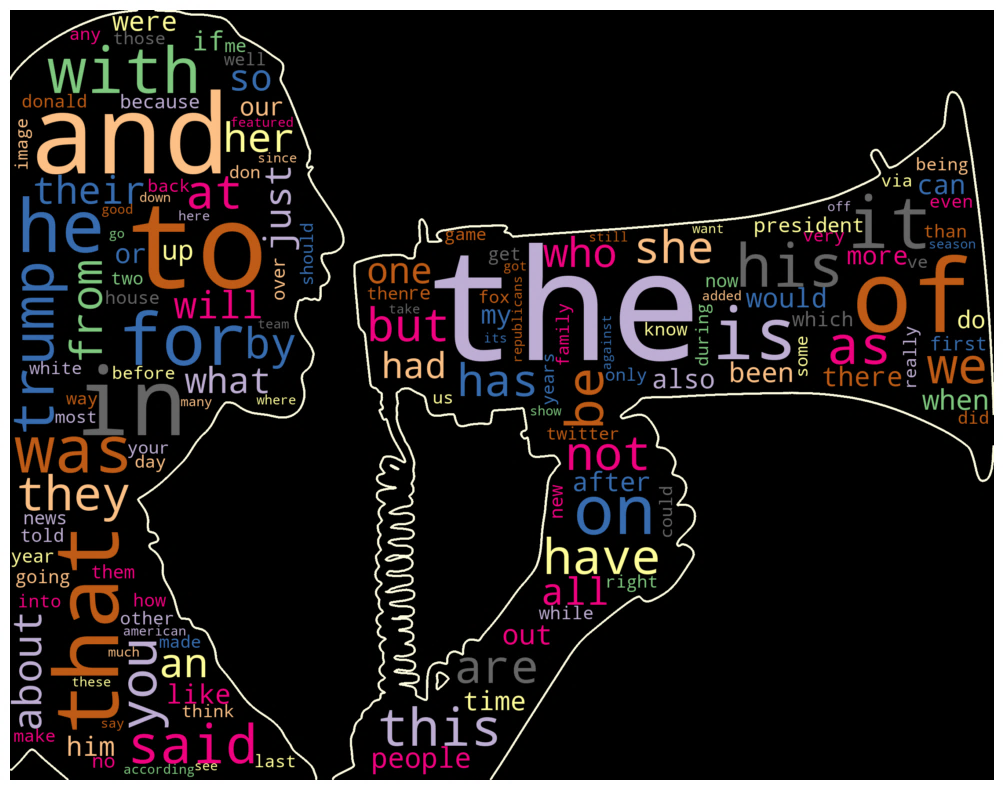 were
any
those
if
me
with
well
so
donald
because
our
and
featured
her
image
since
don
their
back
at
just
down
he
good
here
to
go
or
up
over
should
two
trump
from
house
will
for
team
by
white
before
what
in
way
many
where
most
was
your
day
they
news
told
that
year
going
them
into
how
other
american
about
you
made
much
an
these
like
think
say
make
him
said
no
according
see
last
game
one
thenre
get
the
got
republicans
still
who
she
want
fox
take
my
its
but
family
against
know
now
added
during
would
had
has
years
be
only
also
is
been
some
which
his
very
president
via
off
it
more
ve
being
can
even
than
season
of
do
first
really
as
there
we
when
did
us
show
twitter
not
after
new
on
could
have
all
right
while
out
are
time
this
people